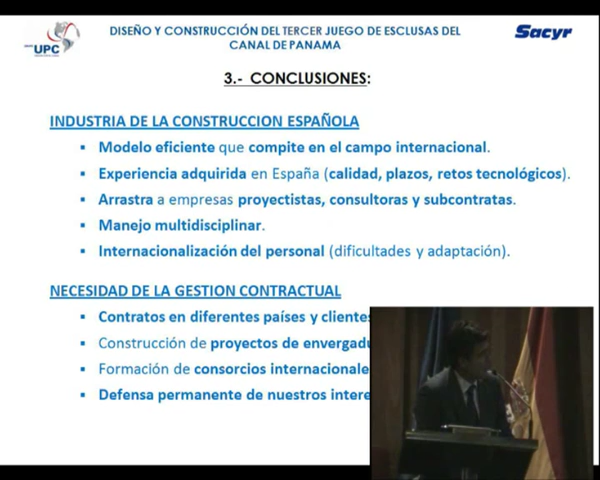 UPC
DISEÑO Y CONSTRUCCIÓN DEL TERCER JUEGO DE ESCLUSAS DEL
CANAL DE PANAMA
Sacyr
3.- CONCLUSIONES:
INDUSTRIA DE LA CONSTRUCCION ESPAÑOLA
▪ Modelo eficiente que compite en el campo internacional.
▪ Experiencia adquirida en España (calidad, plazos, retos tecnológicos).
▪ Arrastra a empresas proyectistas, consultoras y subcontratas.
▪ Manejo multidisciplinar.
▪ Internacionalización del personal (dificultades y adaptación).
NECESIDAD DE LA GESTION CONTRACTUAL
▪ Contratos en diferentes países y clientes
▪ Construcción de proyectos de envergadu
▪ Formación de consorcios internacionale
▪ Defensa permanente de nuestros intere